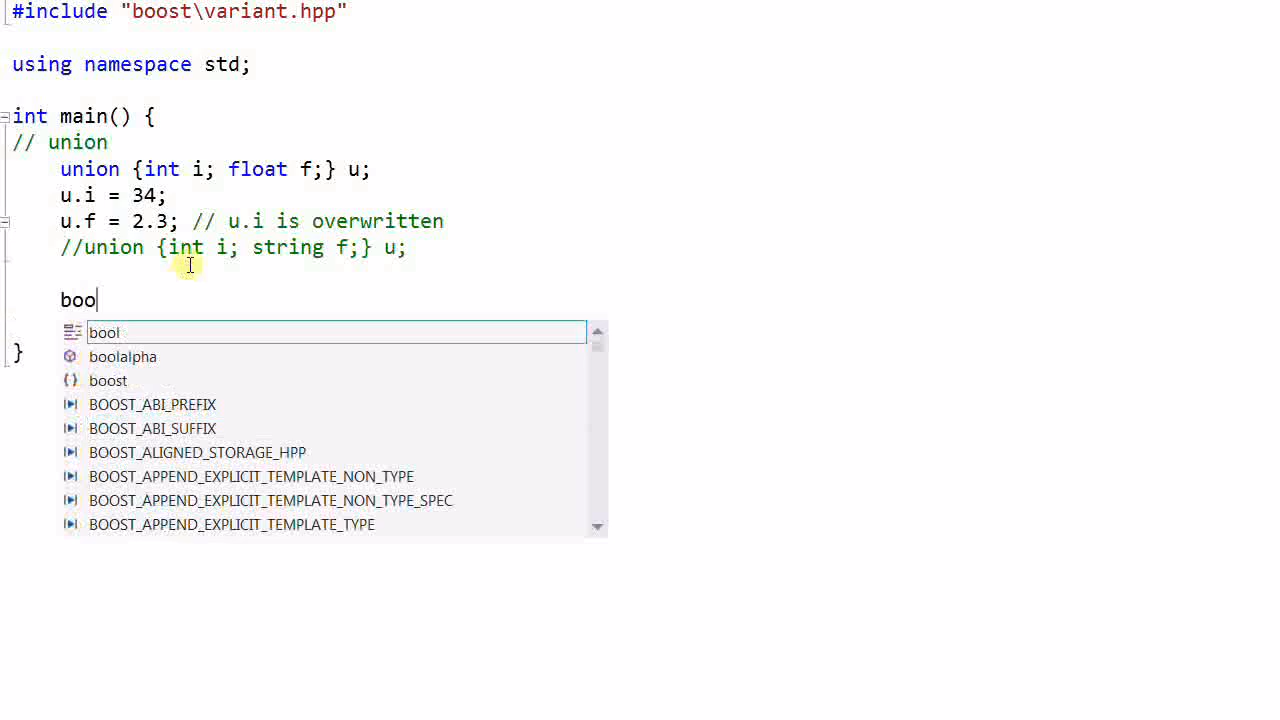 #include "boost\variant.hpp"
using namespace std;
int main() {
// union
union {int i; float f;} u;
u.i = 34;
u.f = 2.3; // u.i is overwritten
//union {int i; string f;} u;
boo
bool
boolalpha
boost
BOOST_ABI_PREFIX
BOOST_ABI_SUFFIX
BOOST_ALIGNED_STORAGE_HPP
BOOST_APPEND_EXPLICIT_TEMPLATE_NON_TYPE
BOOST_APPEND_EXPLICIT_TEMPLATE_NON_TYPE_SPEC
BOOST_APPEND_EXPLICIT_TEMPLATE_TYPE
}